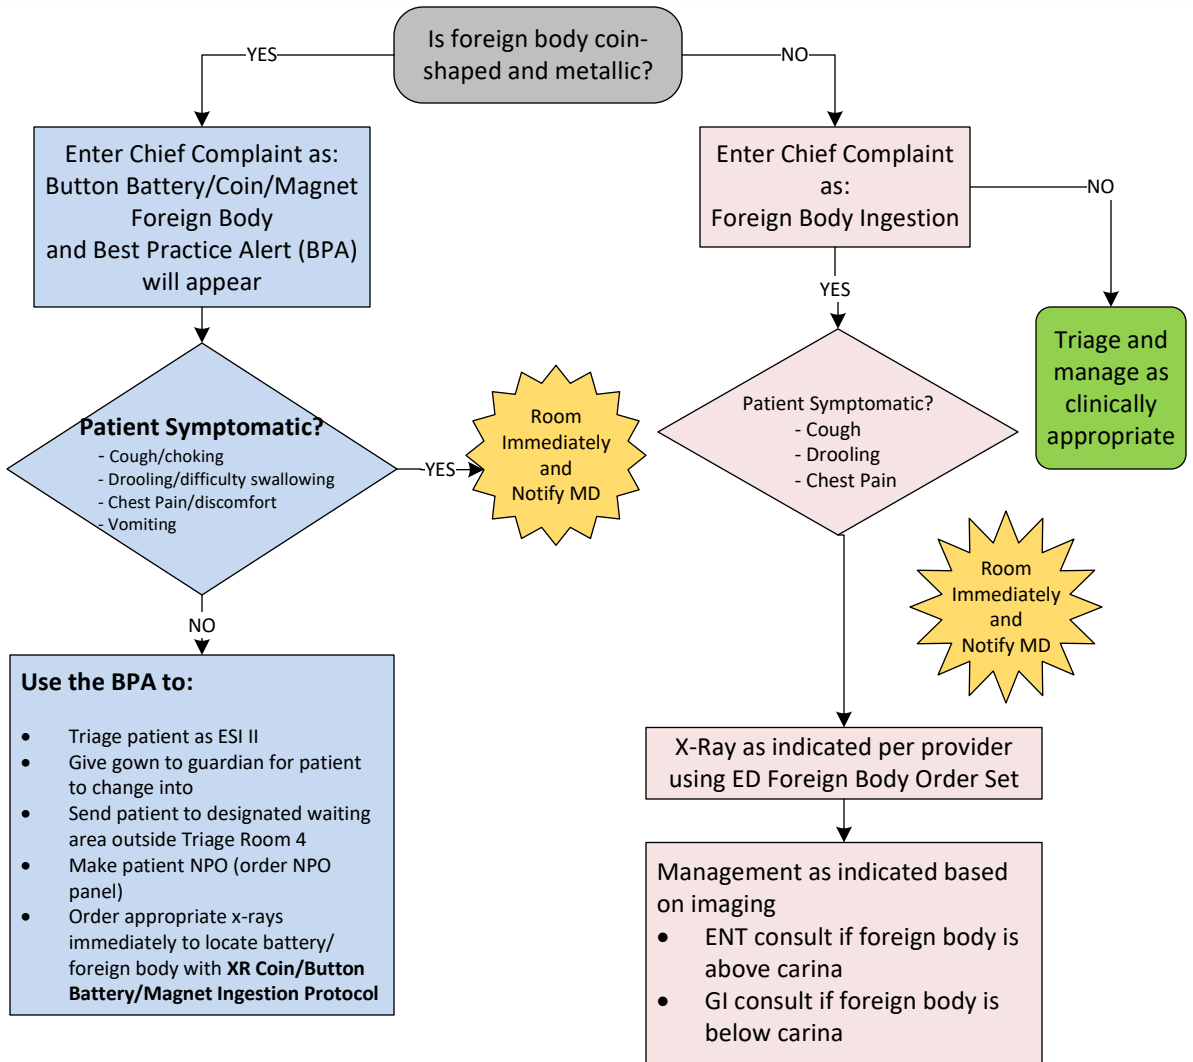 Is foreign body coin-
shaped and metallic?
YES
NO
Enter Chief Complaint as:
Button Battery/Coin/Magnet
Foreign Body
and Best Practice Alert (BPA)
will appear
Enter Chief Complaint
as:
Foreign Body Ingestion
NO
YES
Triage and
manage as
clinically
appropriate
Patient Symptomatic?
- Cough/choking
- Drooling/difficulty swallowing
- Chest Pain/discomfort
- Vomiting
YES
Room
Immediately
and
Notify MD
Patient Symptomatic?
- Cough
- Drooling
- Chest Pain
Room
Immediately
and
Notify MD
NO
Use the BPA to:
• Triage patient as ESI II
• Give gown to guardian for patient
to change into
• Send patient to designated waiting
area outside Triage Room 4
• Make patient NPO (order NPO
panel)
• Order appropriate x-rays
immediately to locate battery/
foreign body with XR Coin/Button
Battery/Magnet Ingestion Protocol
X-Ray as indicated per provider
using ED Foreign Body Order Set
Management as indicated based
on imaging
• ENT consult if foreign body is
above carina
• GI consult if foreign body is
below carina